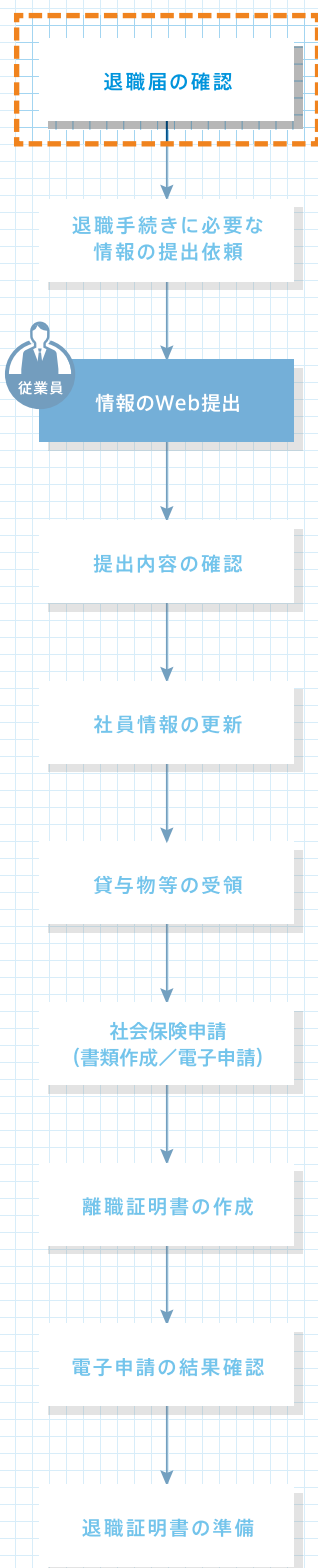 退職届の確認
退職手続きに必要な
情報の提出依頼
従業員
情報のWeb提出
提出内容の確認
社員情報の更新
貸与物等の受領
社会保険申請
（書類作成／電子申請）
離職証明書の作成
電子申請の結果確認
退職証明書の準備